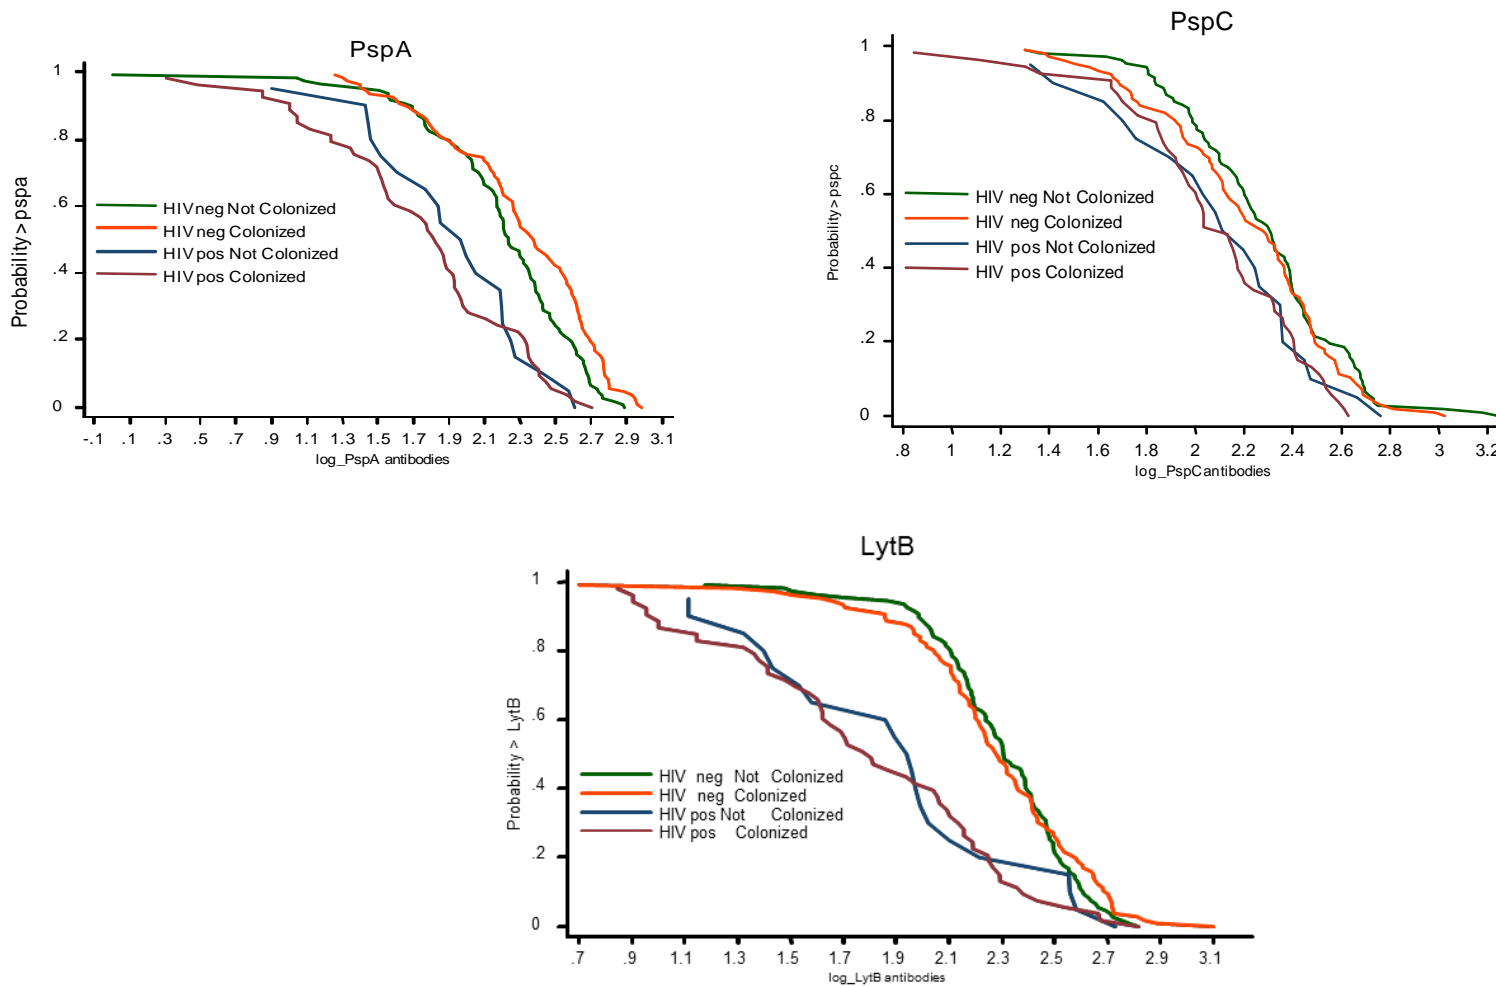 PspA
Probability > pspa
1
.8
.6
.4
.2
0
HIV neg Not Colonized
HIV neg Colonized
HIV pos Not Colonized
HIV pos Colonized
-.1 .1 .3 .5 .7 .9 1.1 1.3 1.5 1.7 1.9 2.1 2.3 2.5 2.7 2.9 3.1
log_PspA antibodies
PspC
Probability > pspc
1
.8
.6
.4
.2
0
HIV neg Not Colonized
HIV neg Colonized
HIV pos Not Colonized
HIV pos Colonized
.8 1 1.2 1.4 1.6 1.8 2 2.2 2.4 2.6 2.8 3 3.2
log_PspC antibodies
LytB
Probability > LytB
1
.8
.6
.4
.2
0
HIV neg Not Colonized
HIV neg Colonized
HIV pos Not Colonized
HIV pos Colonized
.7 .9 1.1 1.3 1.5 1.7 1.9 2.1 2.3 2.5 2.7 2.9 3.1
log_LytB antibodies